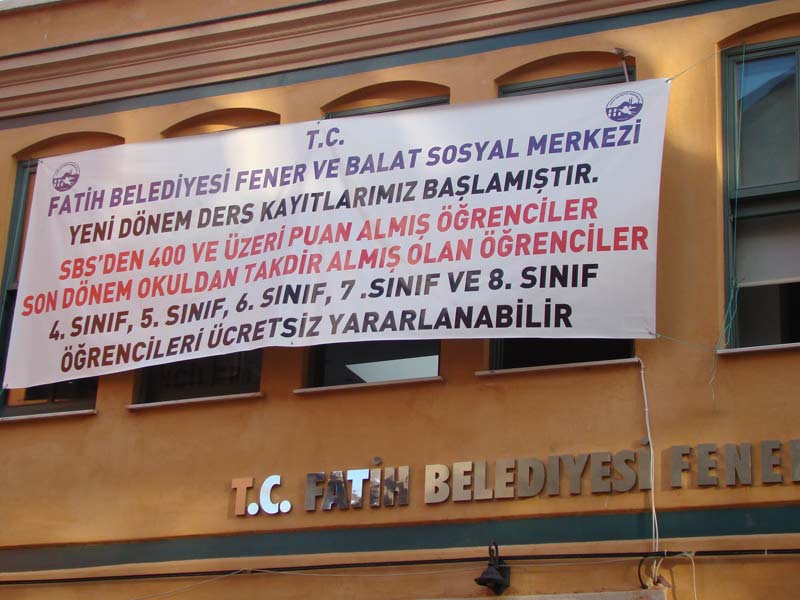 T.C.
FATİH BELEDİYESİ FENER VE BALAT SOSYAL MERKEZİ
YENİ DÖNEM DERS KAYITLARIMIZ BAŞLAMIŞTIR.
SBS'DEN 400 VE ÜZERİ PUAN ALMIŞ ÖĞRENCİLER
SON DÖNEM OKULDAN TAKDİR ALMIŞ OLAN ÖĞRENCİLER
4. SINIF, 5. SINIF, 6. SINIF, 7 .SINIF VE 8. SINIF
ÖĞRENCİLERİ ÜCRETSİZ YARARLANABİLİR
T.C. FATİH BELEDİYESİ FENER